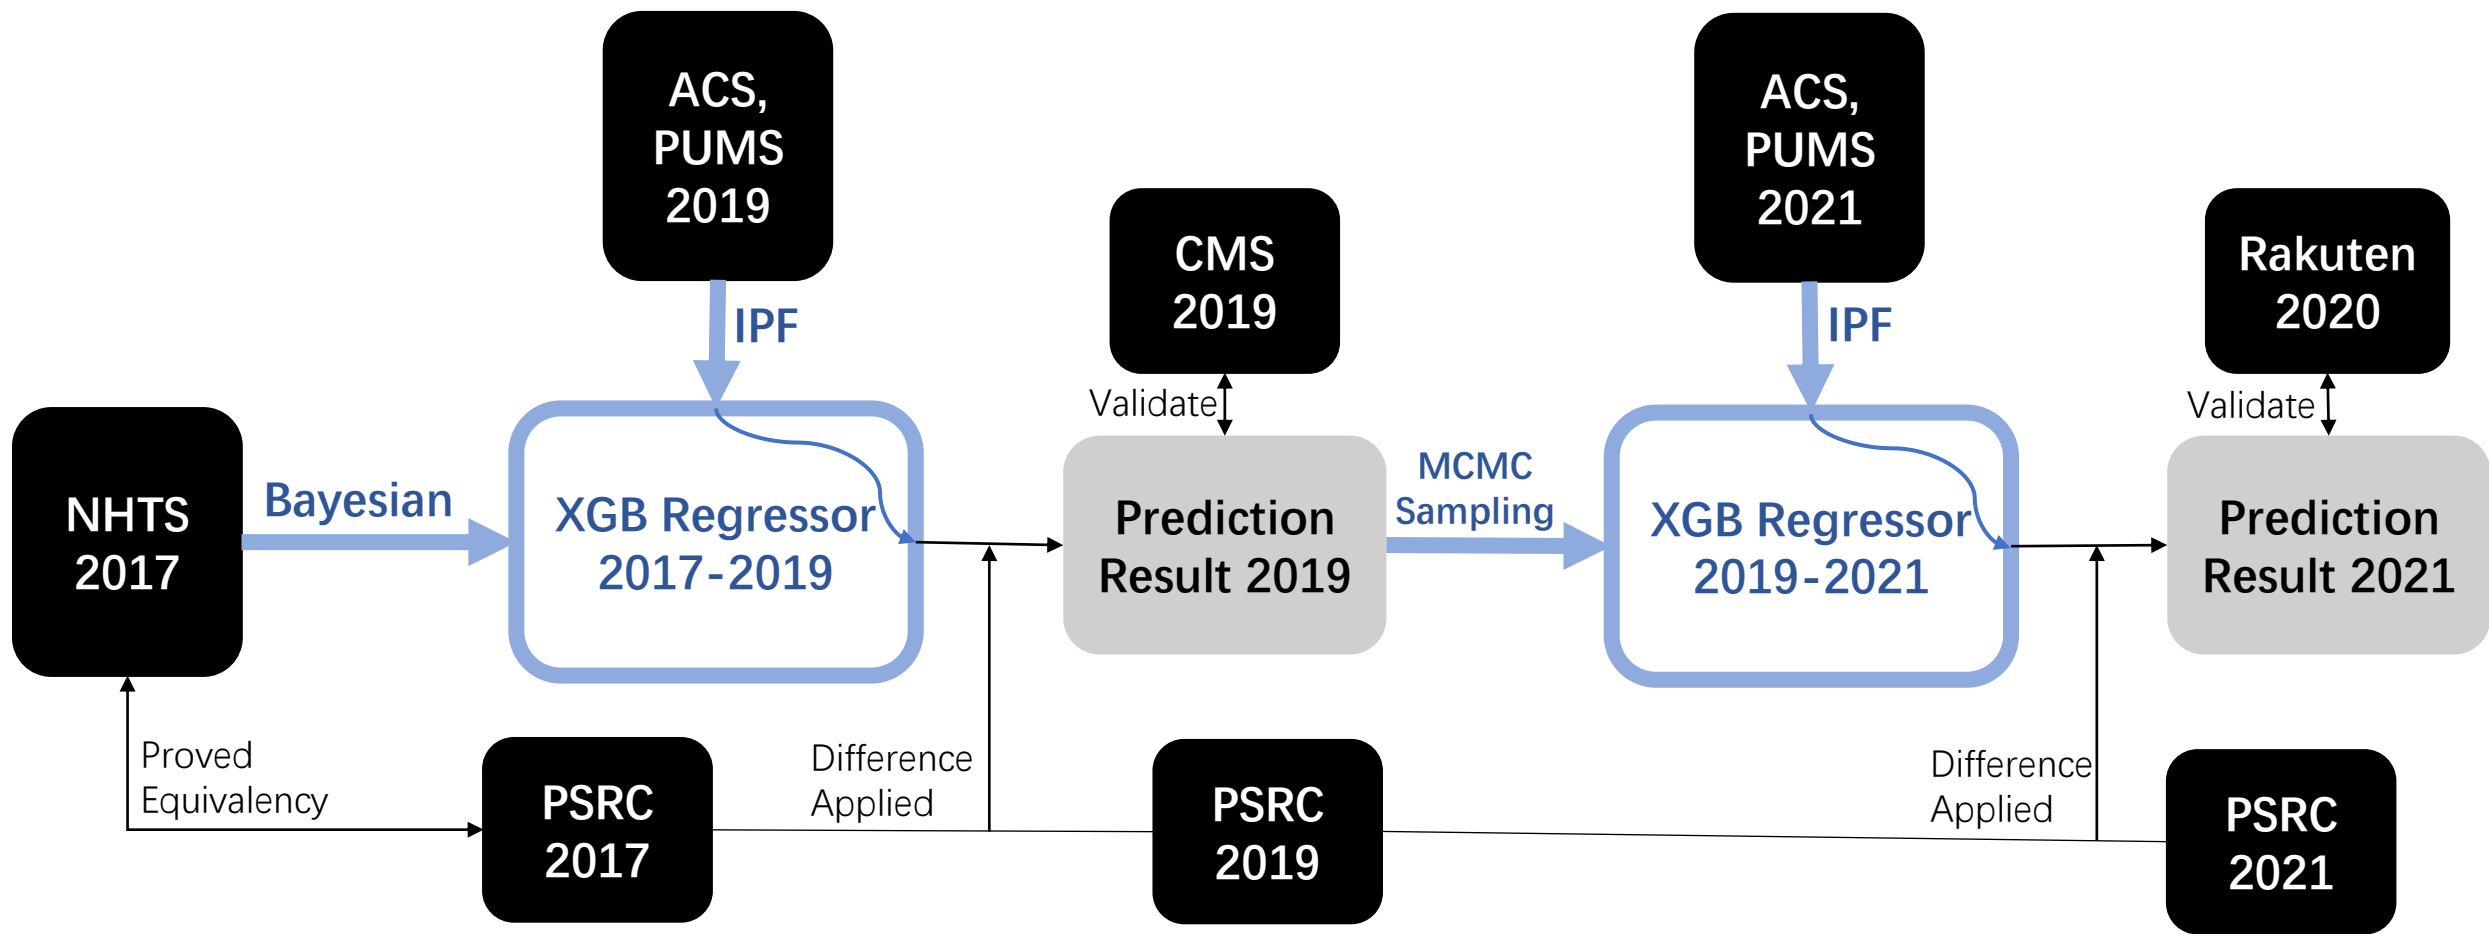 ACS,
PUMS
2019
IPF
CMS
2019
Validate
ACS,
PUMS
2021
IPF
Rakuten
2020
Validate
NHTS
2017
Bayesian
XGB Regressor
2017-2019
Prediction
Result 2019
MCMC
Sampling
XGB Regressor
2019-2021
Prediction
Result 2021
Proved
Equivalency
PSRC
2017
Difference
Applied
PSRC
2019
Difference
Applied
PSRC
2021